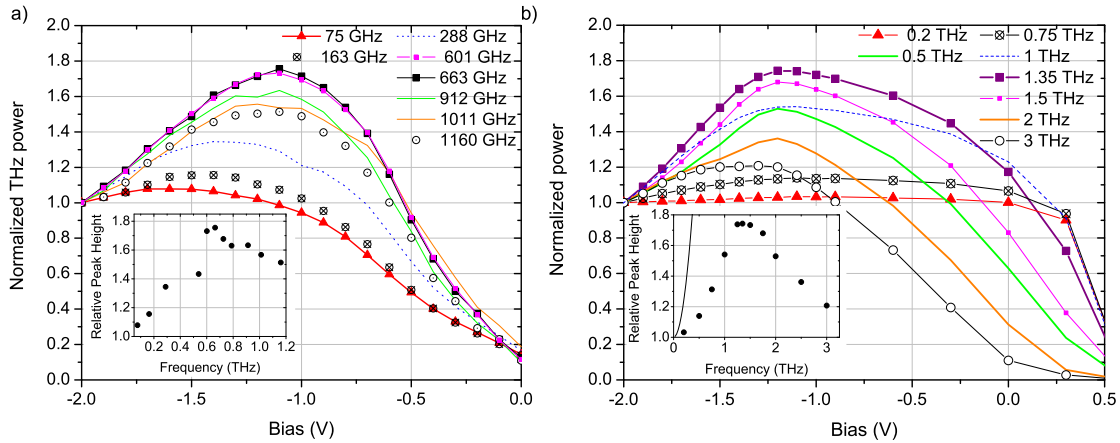 a)
Normalized THz power
2.0
1.8
1.6
1.4
1.2
1.0
0.8
0.6
0.4
0.2
0.0
75 GHz
288 GHz
163 GHz
601 GHz
663 GHz
912 GHz
1011 GHz
1160 GHz
Relative Peak Height
1.8
1.6
1.4
1.2
1.0
0.0 0.2 0.4 0.6 0.8 1.0 1.2
Frequency (THz)
-2.0 -1.5 -1.0 -0.5 0.0
Bias (V)
b)
Normalized power
2.0
1.8
1.6
1.4
1.2
1.0
0.8
0.6
0.4
0.2
0.0
0.2 THz
0.75 THz
0.5 THz
1 THz
1.35 THz
1.5 THz
2 THz
3 THz
Relative Peak Height
1.8
1.6
1.4
1.2
1.0
0 1 2 3
Frequency (THz)
-2.0 -1.5 -1.0 -0.5 0.0 0.5
Bias (V)